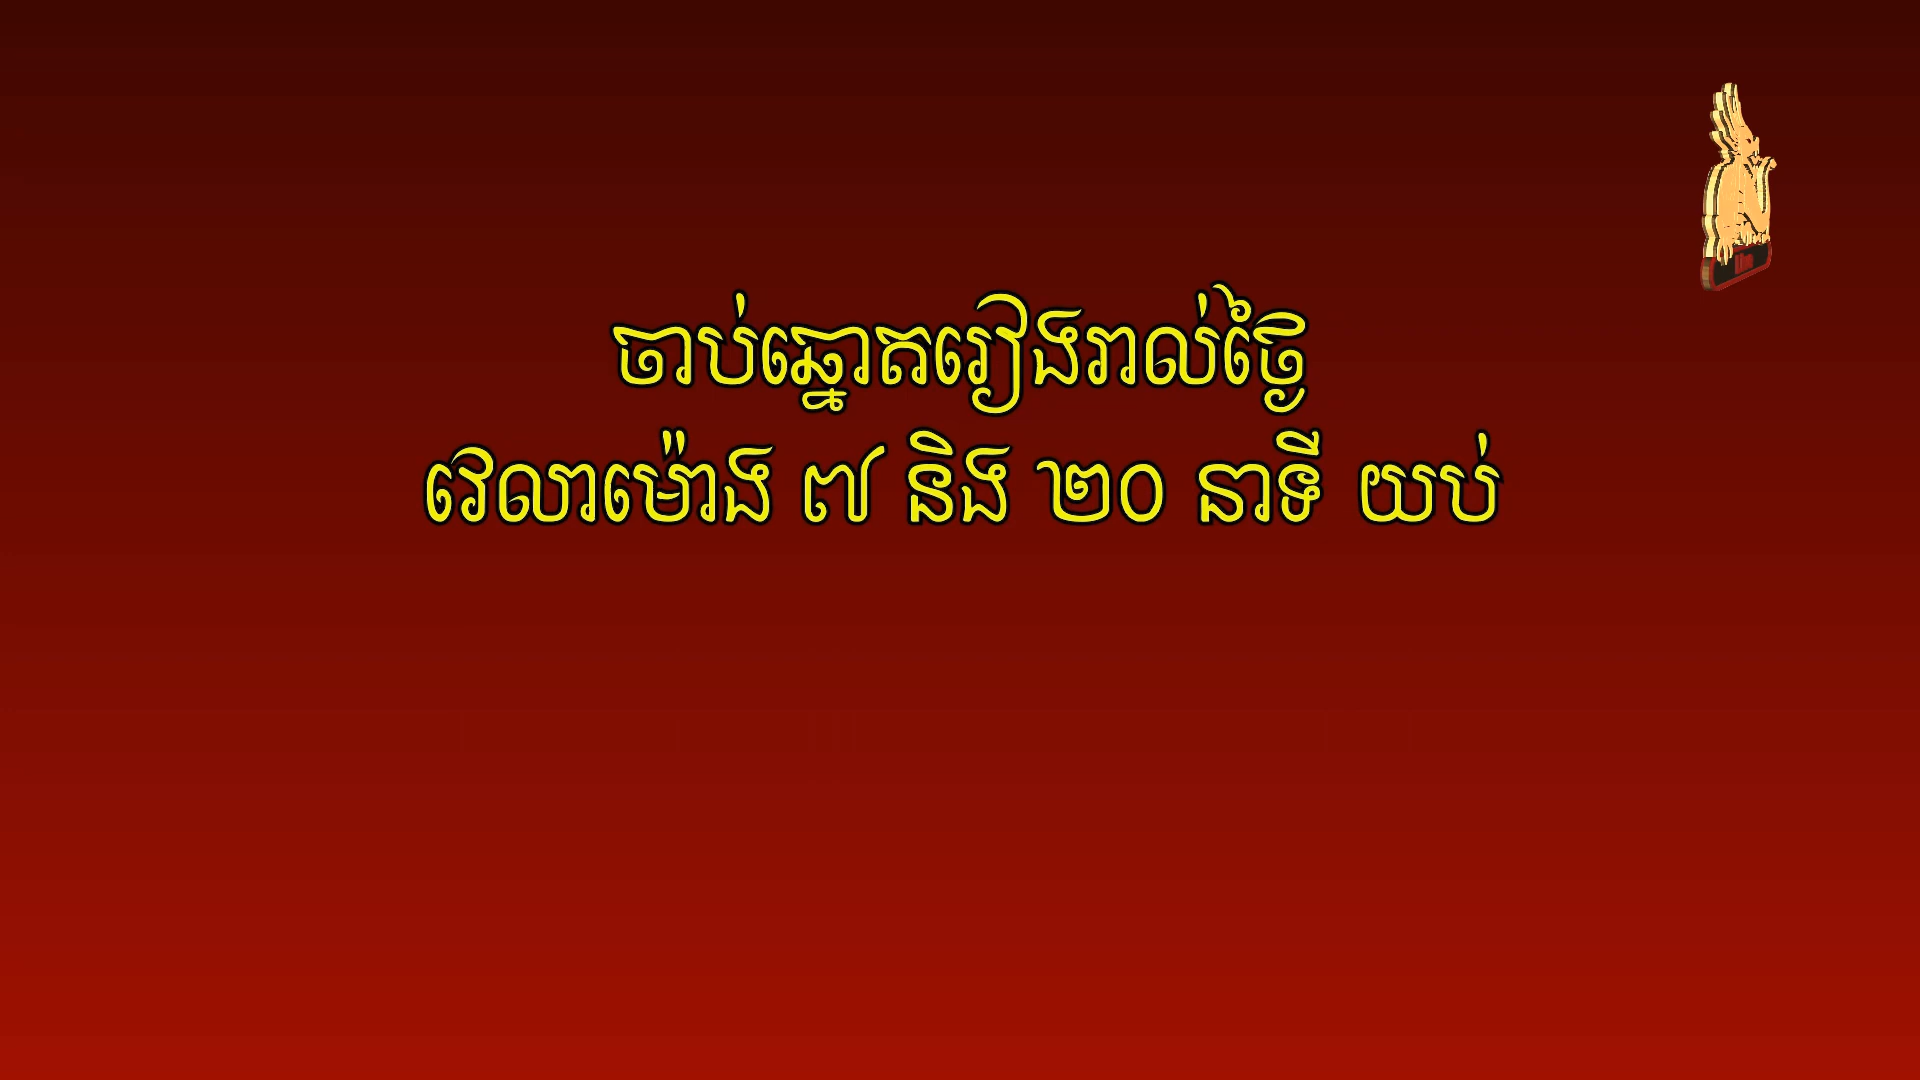 ចាប់ឆ្នោតរៀងរាល់ថ្ងៃ
វេលាម៉ោង ៧ និង ២០ នាទី យប់